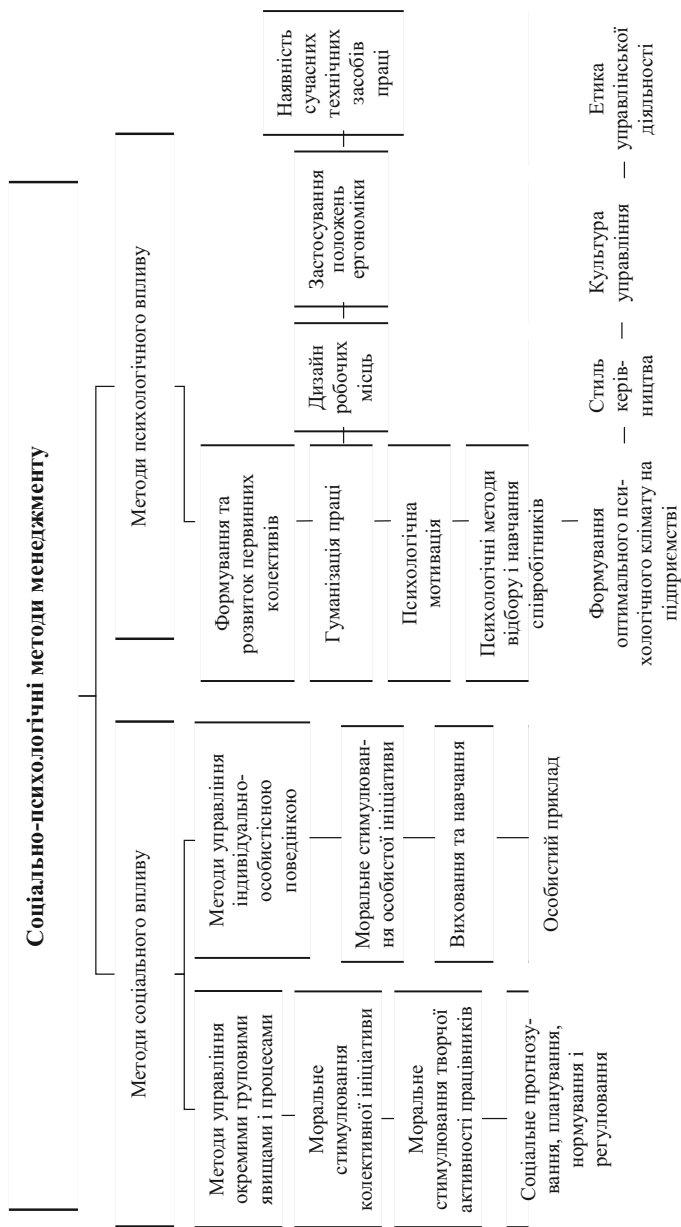 Соціально-психологічні методи менеджменту
Методи соціального впливу
Методи управління
окремими груповими
явищами і процесами
Моральне
стимулювання
колективної ініціативи
Моральне
стимулювання творчої
активності працівників
Соціальне прогнозу-
вання, планування,
нормування і
регулювання
Методи управління
індивідуально-
особистісною
поведінкою
Моральне стимулюван-
ня особистої ініціативи
Виховання та навчання
Особистий приклад
Методи психологічного впливу
Формування та
розвиток первинних
колективів
Гуманізація праці
Дизайн
робочих
місць
Застосування
положень
ергономіки
Наявність
сучасних
технічних
засобів
праці
Психологічна
мотивація
Психологічні методи
відбору і навчання
співробітників
Формування
оптимального пси-
хологічного клімату на
підприємстві
Стиль
керів-
ництва
Культура
управління
Етика
управлінської
діяльності